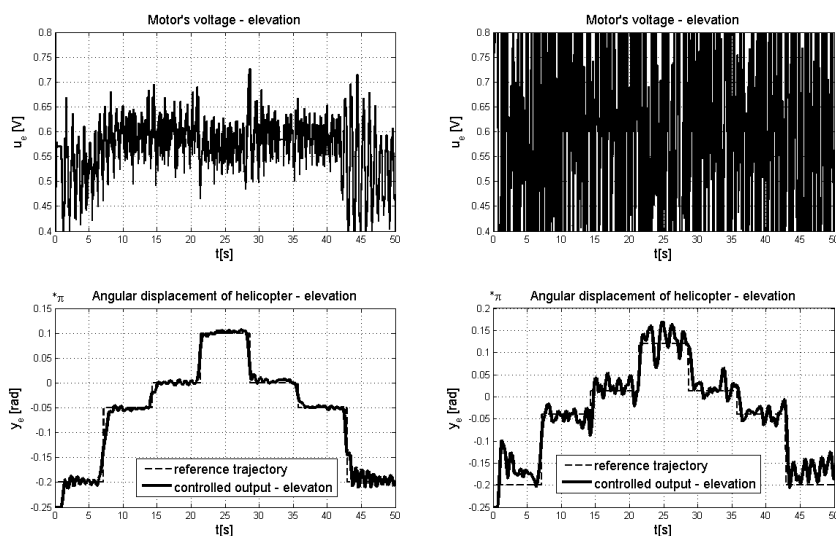 Motor's voltage - elevation
u_e [V]
0.8
0.75
0.7
0.65
0.6
0.55
0.5
0.45
0.4
0 5 10 15 20 25 30 35 40 45 50
t[s]
Motor's voltage - elevation
u_e [V]
0.8
0.75
0.7
0.65
0.6
0.55
0.5
0.45
0.4
0 5 10 15 20 25 30 35 40 45 50
t[s]
*π
Angular displacement of helicopter - elevation
y_e [rad]
0.15
0.1
0.05
0
-0.05
-0.1
-0.15
-0.2
-0.25
reference trajectory
controlled output - elevaton
0 5 10 15 20 25 30 35 40 45 50
t[s]
*π
Angular displacement of helicopter - elevation
y_e [rad]
0.2
0.15
0.1
0.05
0
-0.05
-0.1
-0.15
-0.2
-0.25
reference trajectory
controlled output - elevation
0 5 10 15 20 25 30 35 40 45 50
t[s]